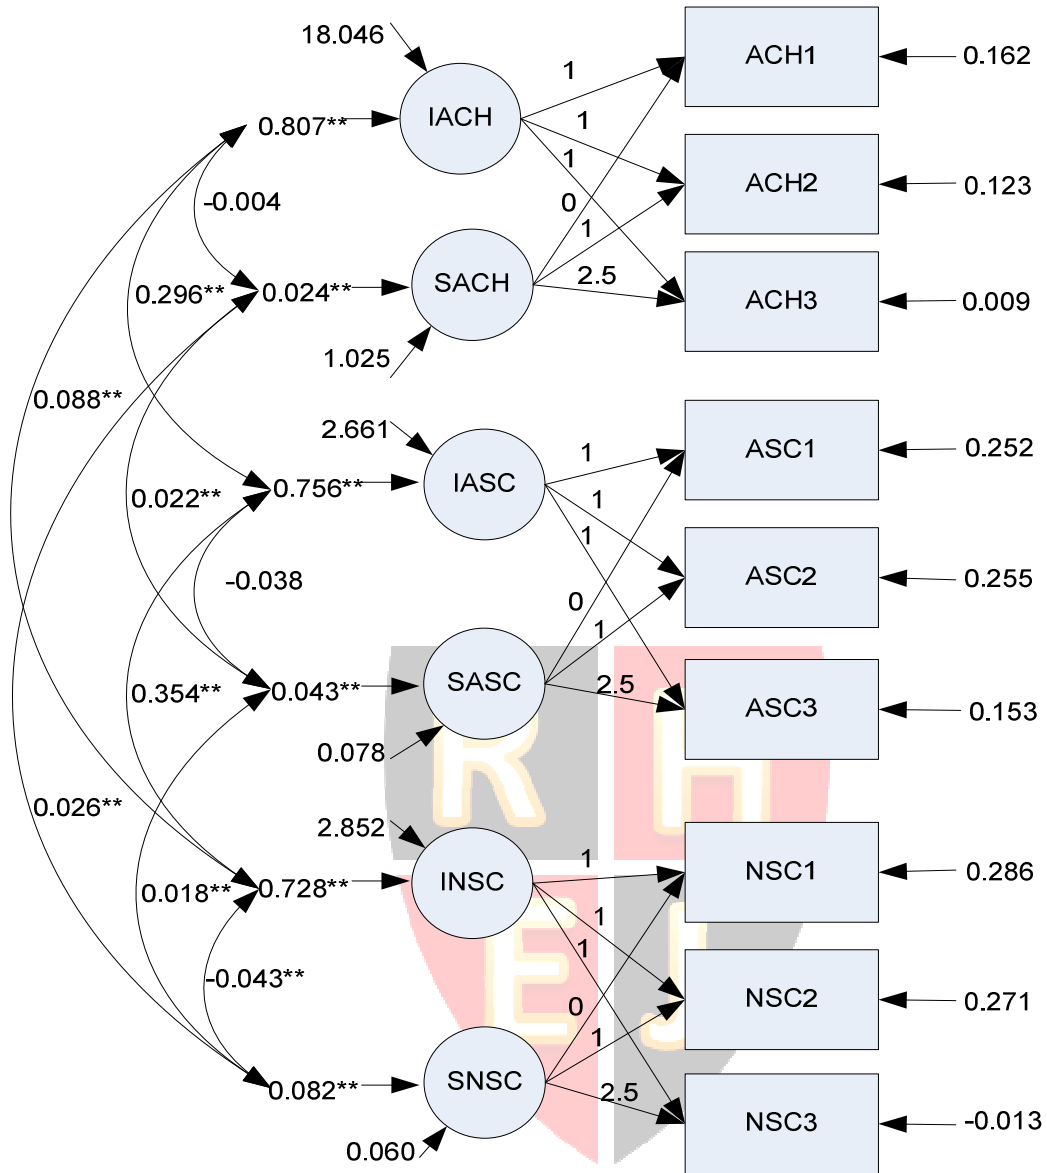 18.046
IACH
1
1
1
0
1
2.5
ACH1
0.162
0.807**
-0.004
ACH2
0.123
SACH
0.296**
0.024**
ACH3
0.009
1.025
0.088**
2.661
IASC
1
1
1
0
1
2.5
ASC1
0.252
0.022**
0.756**
-0.038
ASC2
0.255
SASC
0.354**
0.043**
ASC3
0.153
0.078
0.026**
2.852
INSC
1
1
1
0
1
2.5
NSC1
0.286
0.018**
0.728**
-0.043**
NSC2
0.271
SNSC
0.082**
NSC3
-0.013
0.060
R H
E J